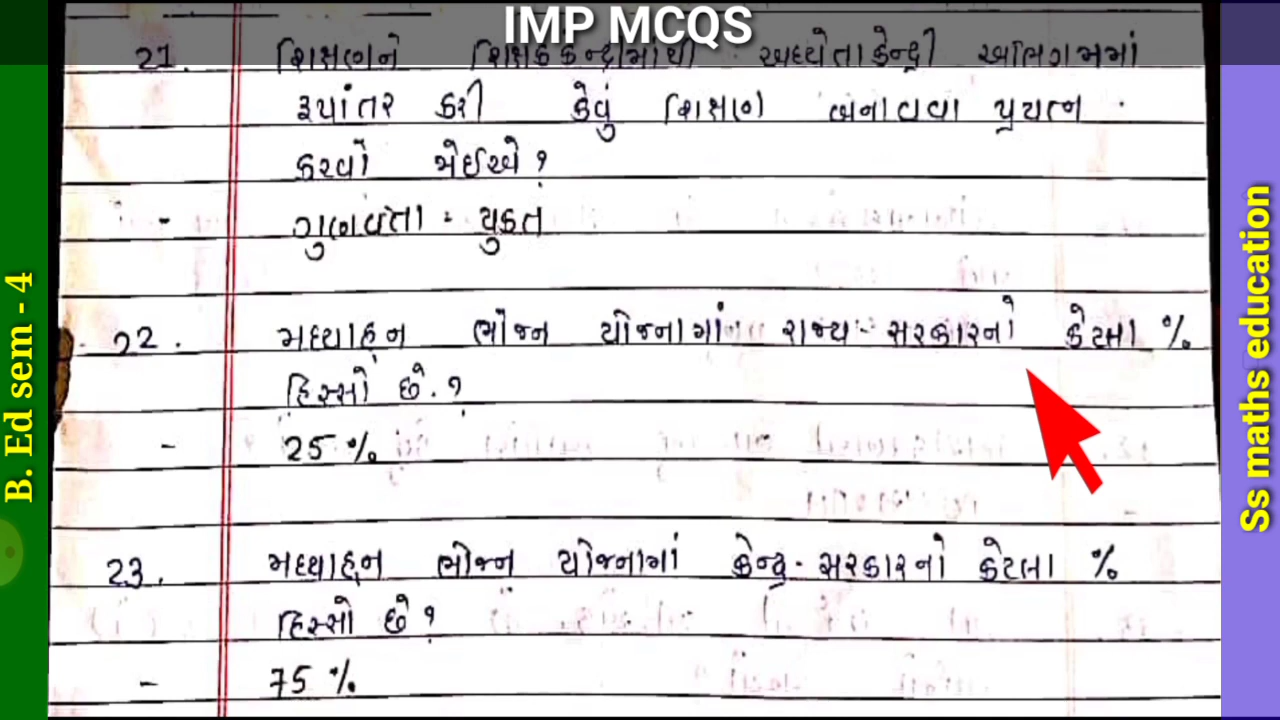 IMP MCQS
21. શિક્ષણને શિક્ષકકેન્દ્રીમાંથી અધ્યેતાકેન્દ્રી અભિગમમાં
રૂપાંતર કરી કેવું શિક્ષણ બનાવવા પ્રયત્ન
કરવો જોઈએ ?
- ગુણવત્તા - યુક્ત
22. મધ્યાહન ભોજન યોજનામાં રાજ્ય - સરકારનો કેટલા %
હિસ્સો છે. ?
- 25 %
23. મધ્યાહન ભોજન યોજનામાં કેન્દ્ર - સરકારનો કેટલા %
હિસ્સો છે ?
- 75 %
B. Ed sem - 4
Ss maths education